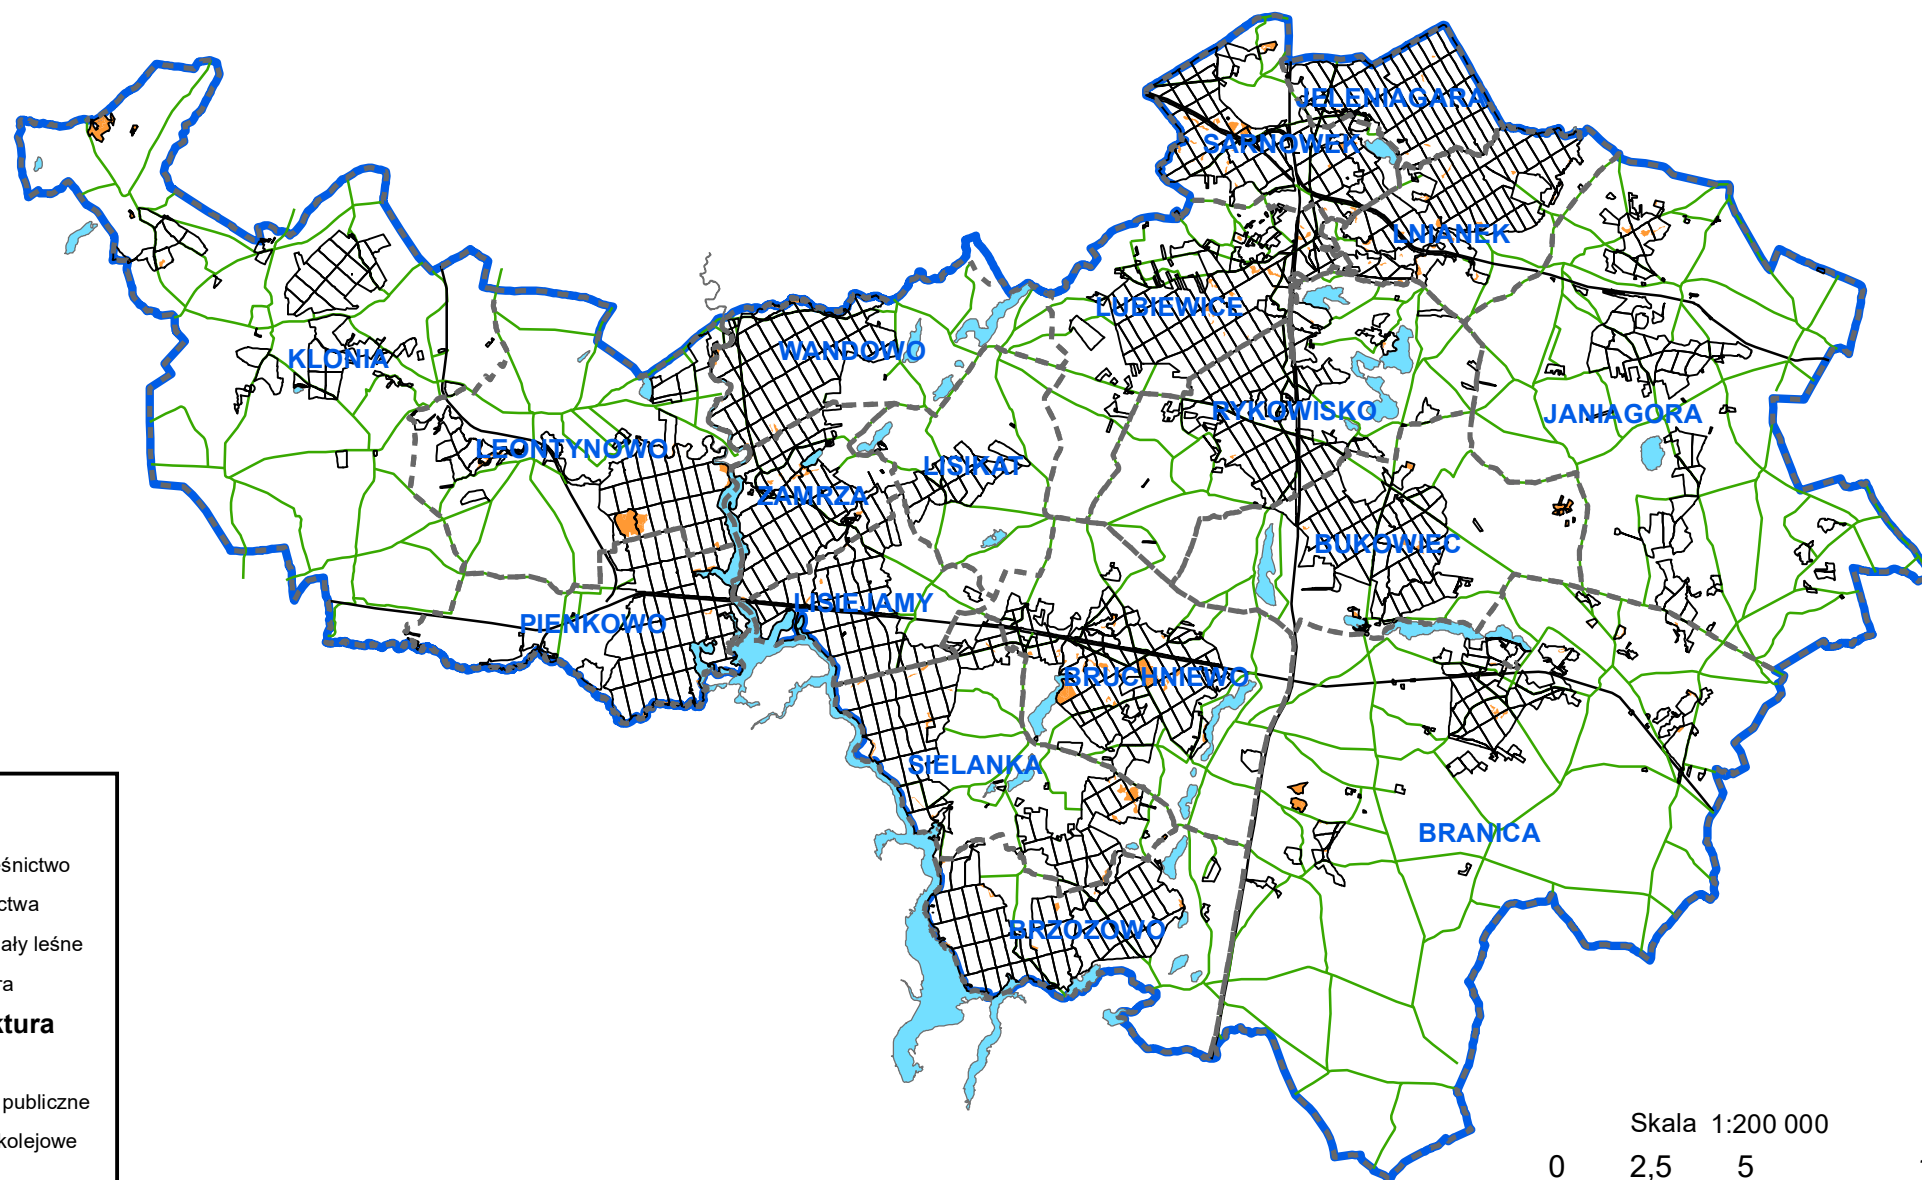 JELENIAGARA
SARNOWEK
LNIANEK
LUBIEWICE
WANDOWO
KLONIA
RYKOWISKO
JANIAGORA
LEONTYNOWO
LISIKAT
ZAMRZA
BUKOWIEC
LISIEJAMY
PIENKOWO
BRUCHNIEWO
SIELANKA
BRANICA
BRZOZOWO
eśnictwo
ctwa
ały leśne
ra
ktura
publiczne
kolejowe
Skala 1:200 000
0 2,5 5